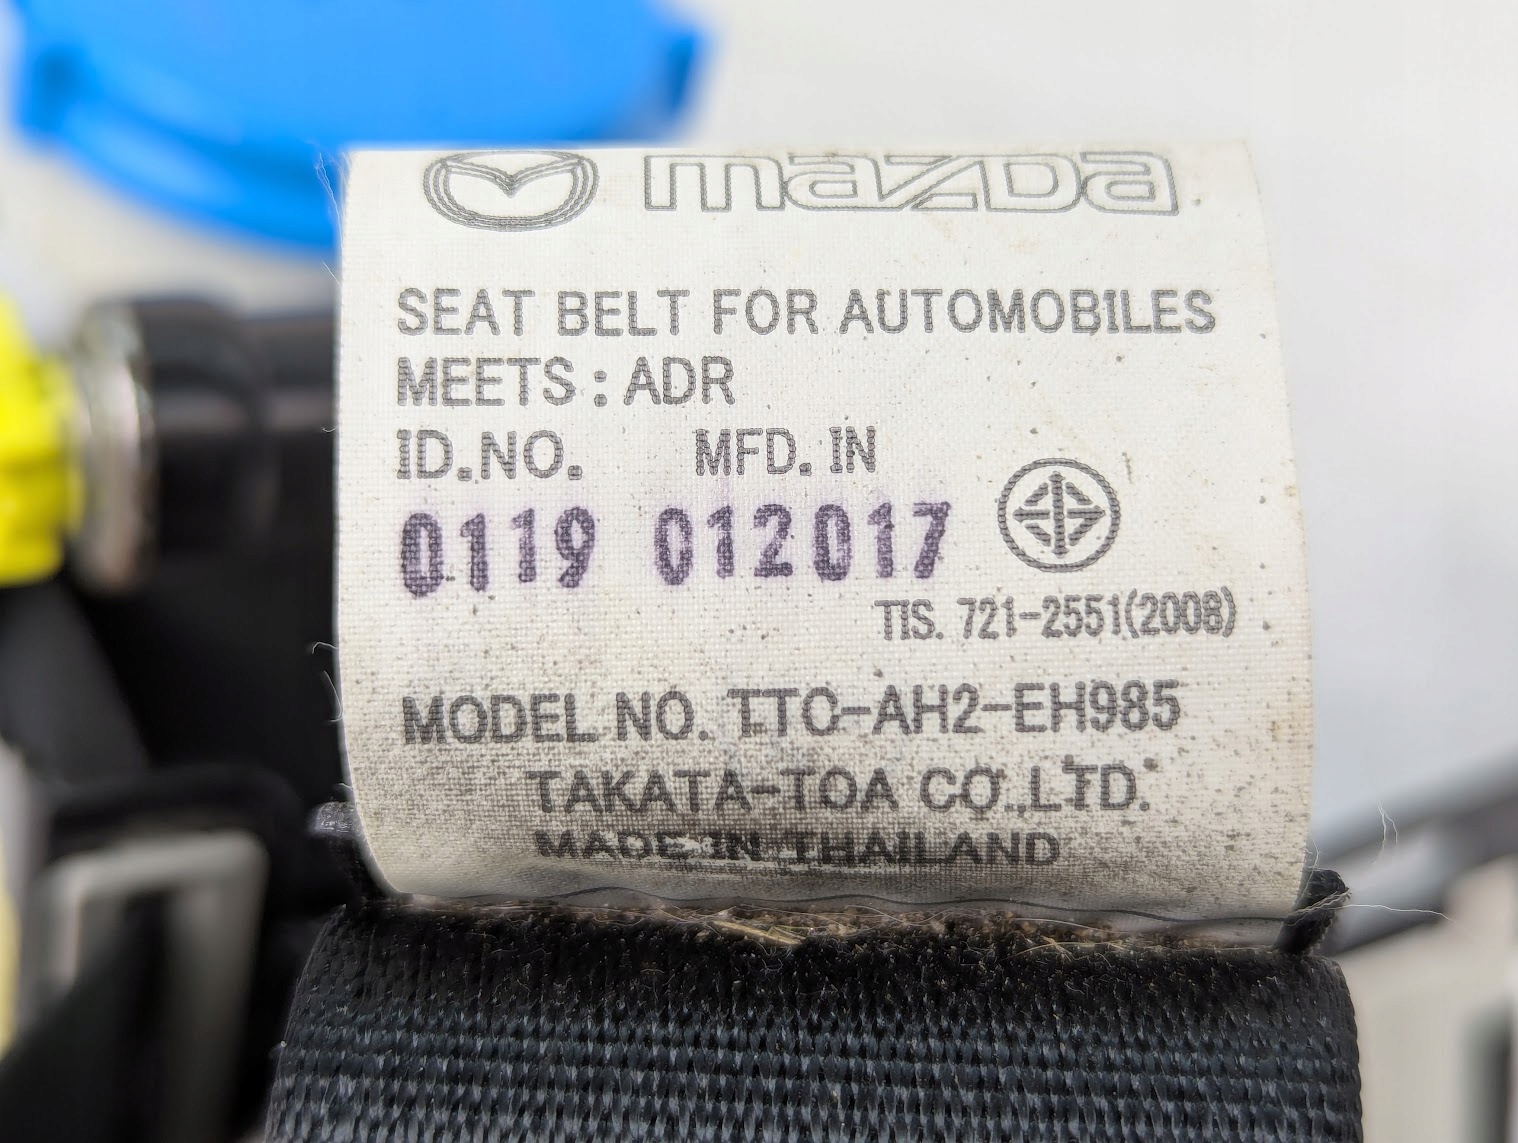 mazda
SEAT BELT FOR AUTOMOBILES
MEETS : ADR
ID.NO. MFD. IN
0119 012017
TIS. 721-2551(2008)
MODEL NO. TTC-AH2-EH985
TAKATA-TOA CO.,LTD.
MADE IN THAILAND